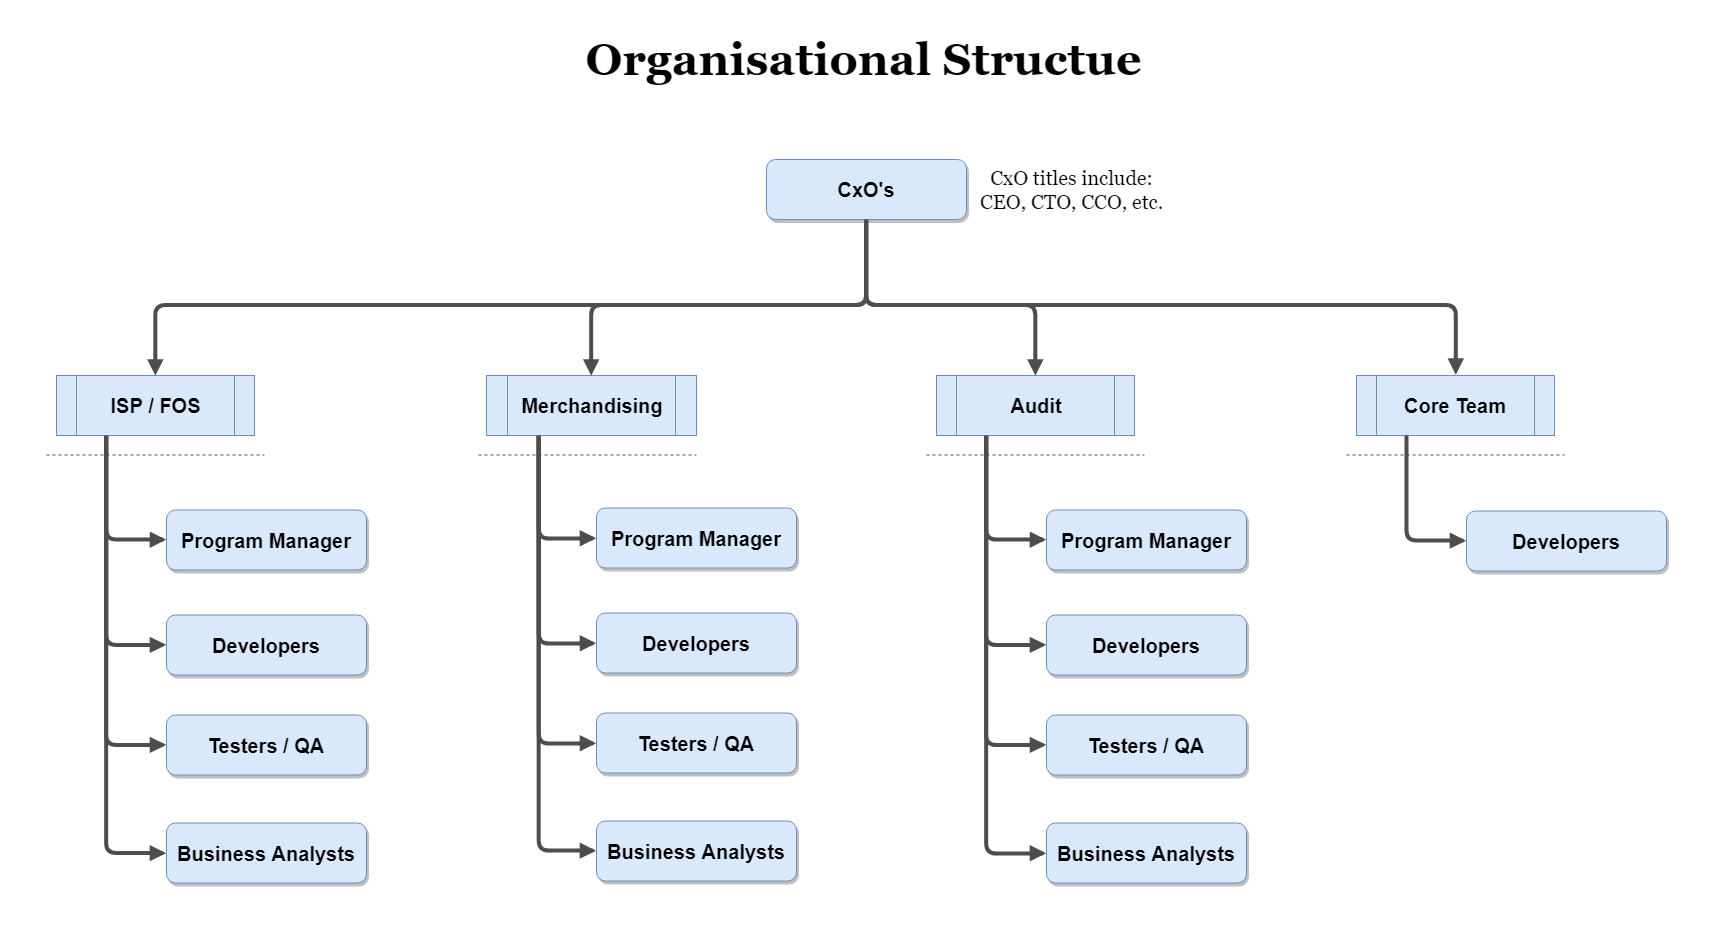 Organisational Structue
CxO's
CxO titles include:
CEO, CTO, CCO, etc.
ISP / FOS
Merchandising
Audit
Core Team
Program Manager
Program Manager
Program Manager
Developers
Developers
Developers
Developers
Testers / QA
Testers / QA
Testers / QA
Business Analysts
Business Analysts
Business Analysts